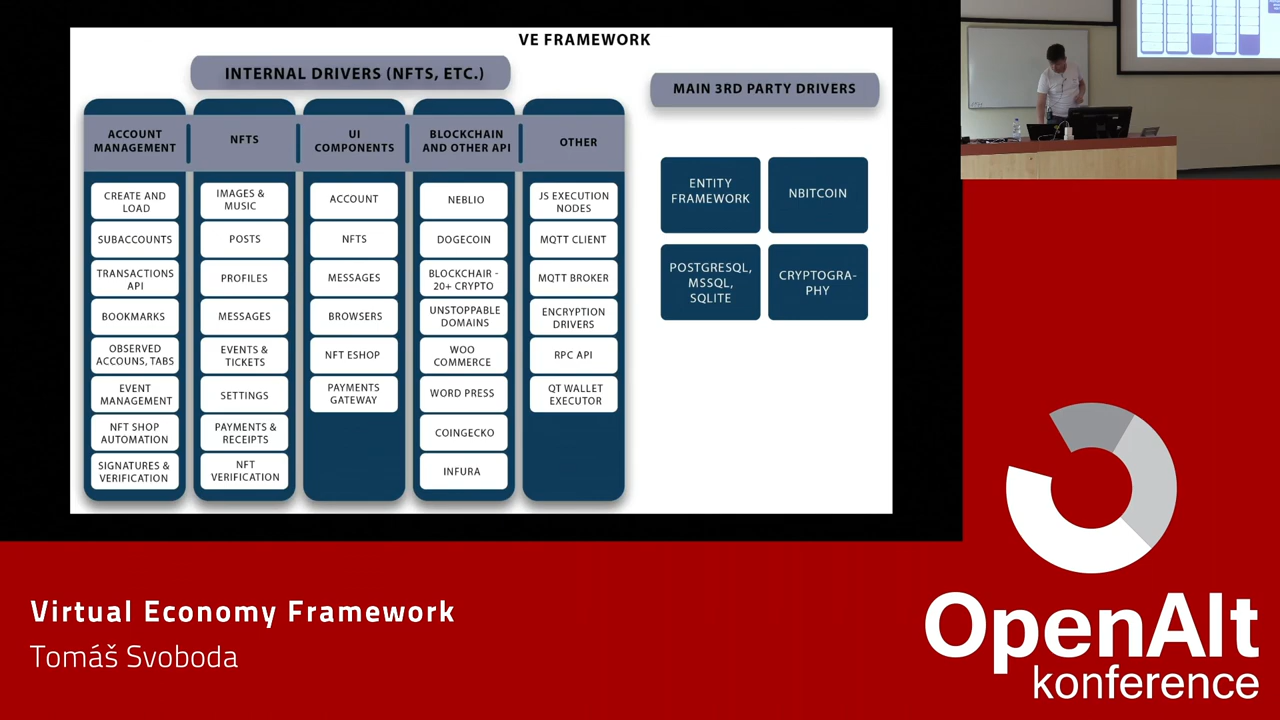 VE FRAMEWORK
INTERNAL DRIVERS (NFTS, ETC.)
ACCOUNT
MANAGEMENT
CREATE AND
LOAD
SUBACCOUNTS
TRANSACTIONS
API
BOOKMARKS
OBSERVED
ACCOUNS, TABS
EVENT
MANAGEMENT
NFT SHOP
AUTOMATION
SIGNATURES &
VERIFICATION
NFTS
IMAGES &
MUSIC
POSTS
PROFILES
MESSAGES
EVENTS &
TICKETS
SETTINGS
PAYMENTS &
RECEIPTS
NFT
VERIFICATION
UI
COMPONENTS
ACCOUNT
NFTS
MESSAGES
BROWSERS
NFT ESHOP
PAYMENTS
GATEWAY
BLOCKCHAIN
AND OTHER API
NEBLIO
DOGECOIN
BLOCKCHAIR -
20+ CRYPTO
UNSTOPPABLE
DOMAINS
WOO
COMMERCE
WORD PRESS
COINGECKO
INFURA
OTHER
JS EXECUTION
NODES
MQTT CLIENT
MQTT BROKER
ENCRYPTION
DRIVERS
RPC API
QT WALLET
EXECUTOR
MAIN 3RD PARTY DRIVERS
ENTITY
FRAMEWORK
NBITCOIN
POSTGRESQL,
MSSQL,
SQLITE
CRYPTOGRA-
PHY
Virtual Economy Framework
Tomáš Svoboda
OpenAlt
konference